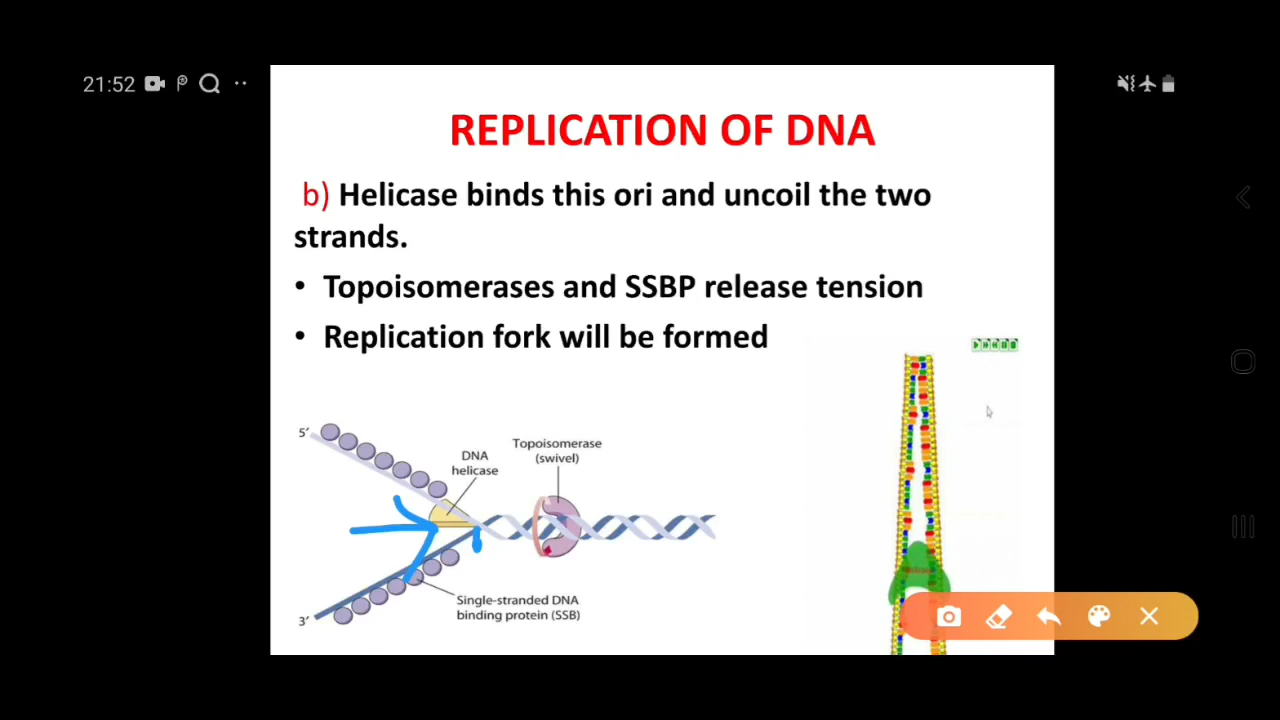 21:52
REPLICATION OF DNA
b) Helicase binds this ori and uncoil the two
strands.
• Topoisomerases and SSBP release tension
• Replication fork will be formed
5′
DNA
helicase
Topoisomerase
(swivel)
Single-stranded DNA
binding protein (SSB)
3′